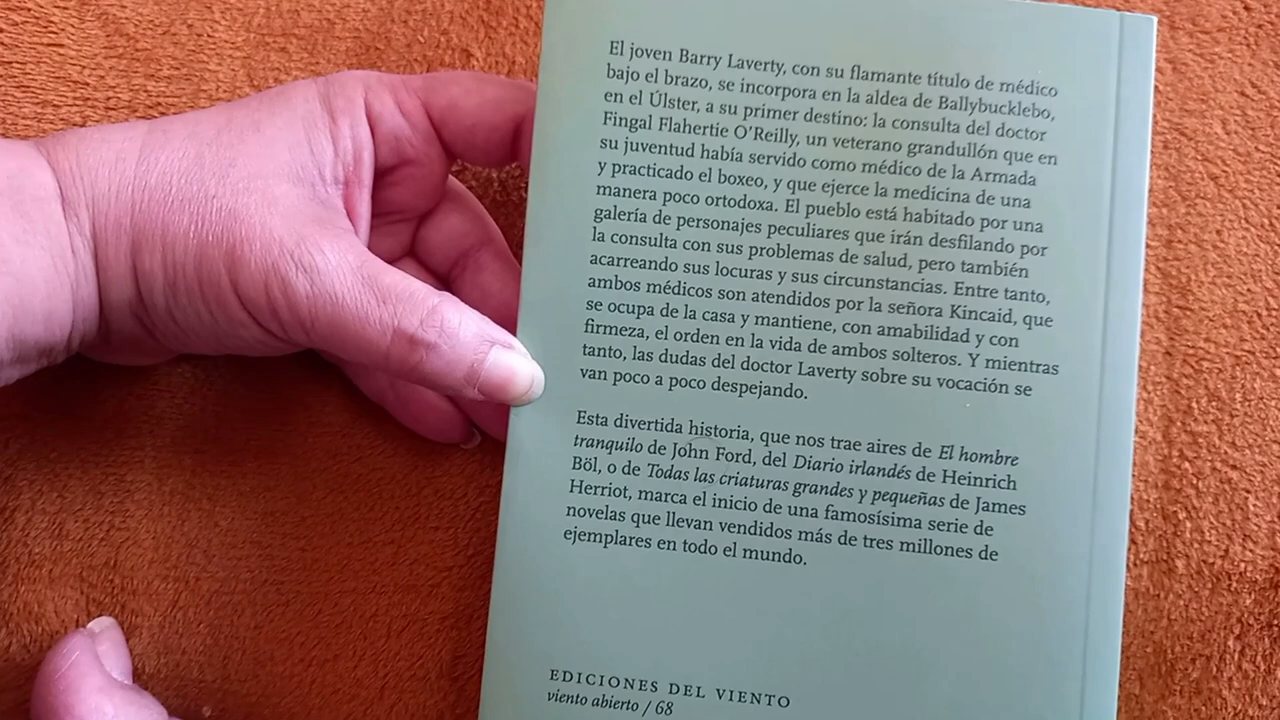 El joven Barry Laverty, con su flamante título de médico
bajo el brazo, se incorpora en la aldea de Ballybucklebo,
en el Úlster, a su primer destino: la consulta del doctor
Fingal Flahertie O'Reilly, un veterano grandullón que en
su juventud había servido como médico de la Armada
y practicado el boxeo, y que ejerce la medicina de una
manera poco ortodoxa. El pueblo está habitado por una
galería de personajes peculiares que irán desfilando por
la consulta con sus problemas de salud, pero también
acarreando sus locuras y sus circunstancias. Entre tanto,
ambos médicos son atendidos por la señora Kincaid, que
se ocupa de la casa y mantiene, con amabilidad y con
firmeza, el orden en la vida de ambos solteros. Y mientras
tanto, las dudas del doctor Laverty sobre su vocación se
van poco a poco despejando.
Esta divertida historia, que nos trae aires de El hombre
tranquilo de John Ford, del Diario irlandés de Heinrich
Böl, o de Todas las criaturas grandes y pequeñas de James
Herriot, marca el inicio de una famosísima serie de
novelas que llevan vendidos más de tres millones de
ejemplares en todo el mundo.
EDICIONES DEL VIENTO
viento abierto / 68